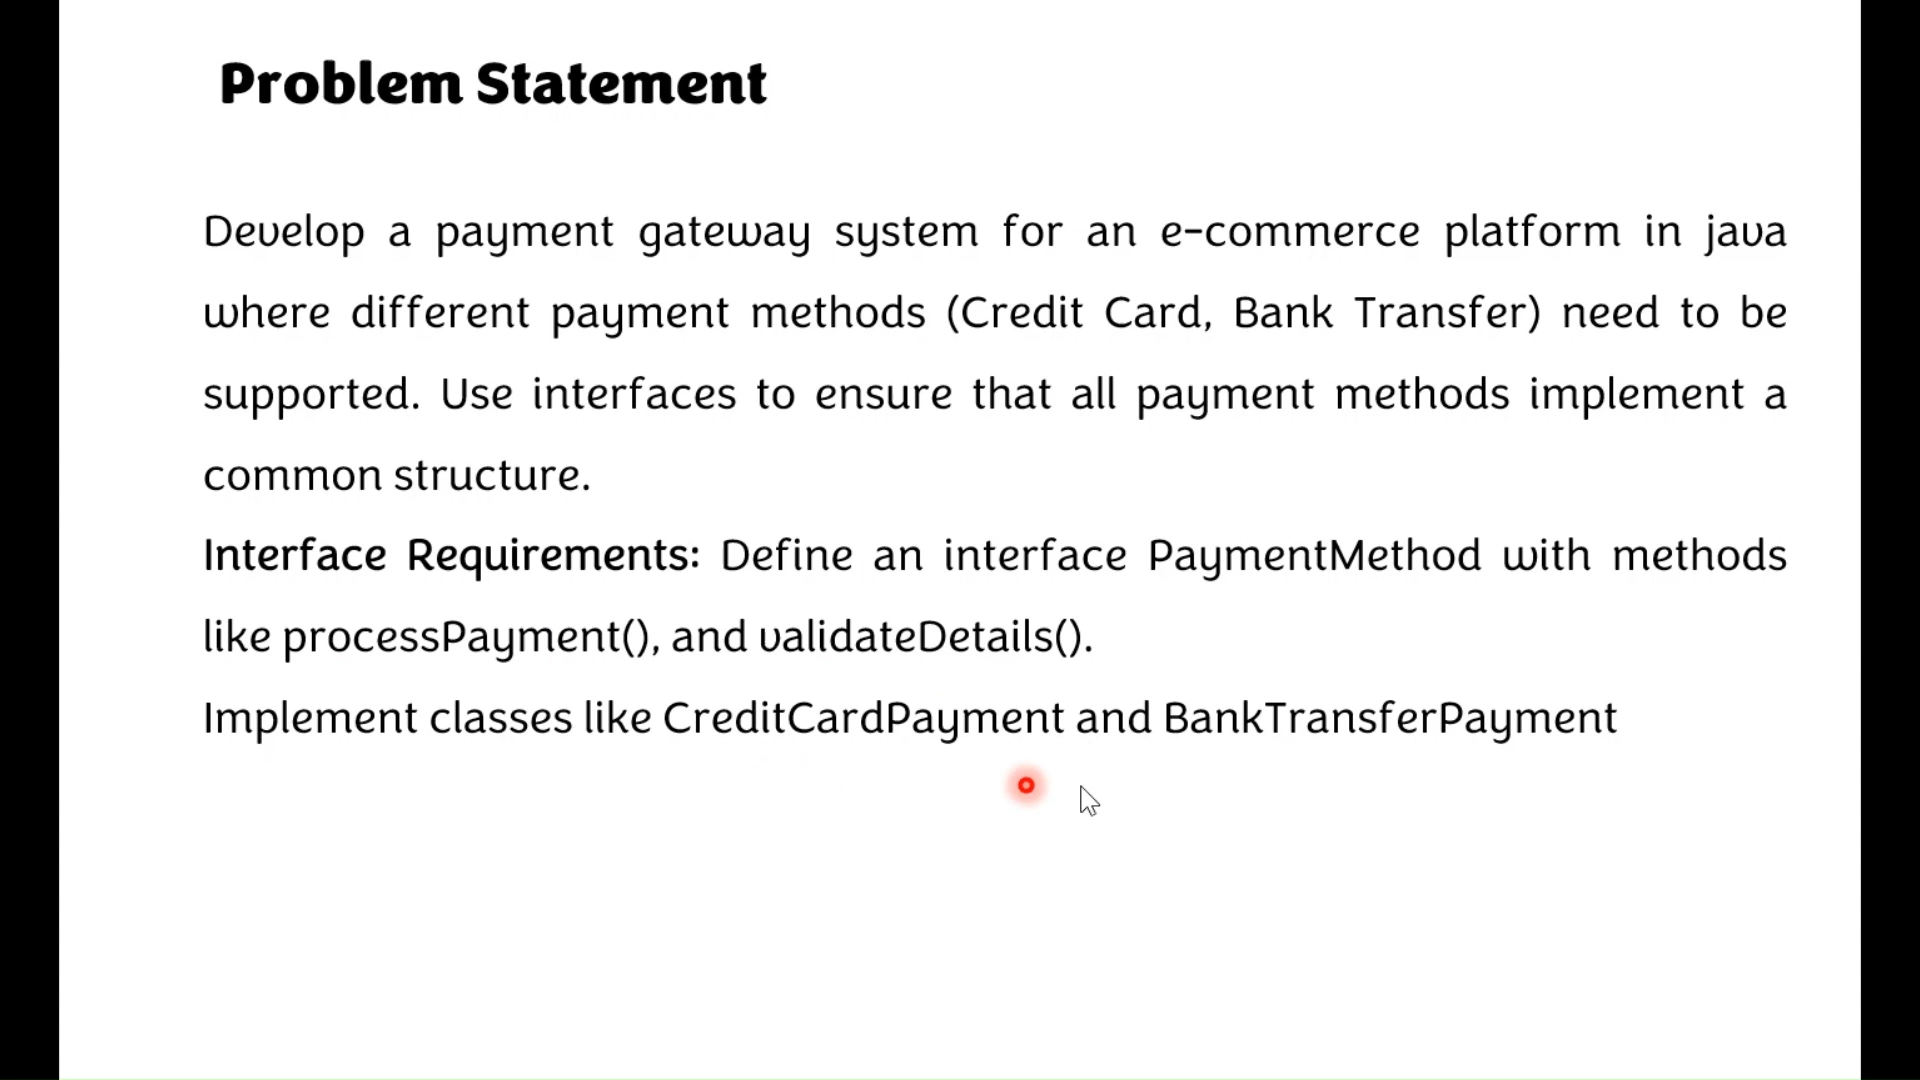 Problem Statement
Develop a payment gateway system for an e-commerce platform in java
where different payment methods (Credit Card, Bank Transfer) need to be
supported. Use interfaces to ensure that all payment methods implement a
common structure.
Interface Requirements: Define an interface PaymentMethod with methods
like processPayment(), and validateDetails().
Implement classes like CreditCardPayment and BankTransferPayment